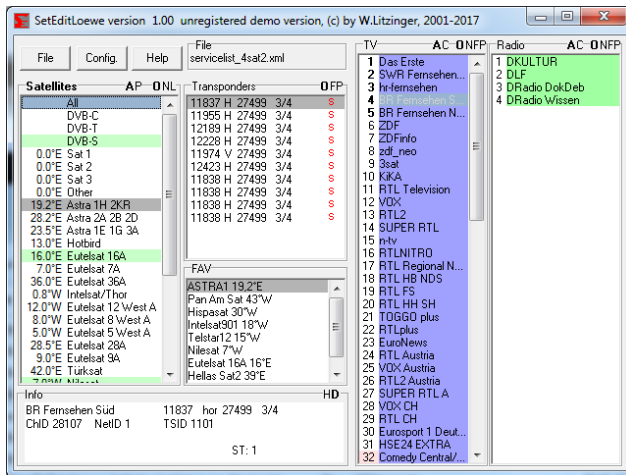 SetEditLoewe version 1.00 unregistered demo version, (c) by W.Litzinger, 2001-2017
File Config. Help
File
servicelist_4sat2.xml
Satellites AP ONL
All
DVB-C
DVB-T
DVB-S
0.0°E Sat 1
0.0°E Sat 2
0.0°E Sat 3
0.0°E Other
19.2°E Astra 1H 2KR
28.2°E Astra 2A 2B 2D
23.5°E Astra 1E 1G 3A
13.0°E Hotbird
16.0°E Eutelsat 16A
7.0°E Eutelsat 7A
36.0°E Eutelsat 36A
0.8°W Intelsat/Thor
12.0°W Eutelsat 12 West A
8.0°W Eutelsat 8 West A
5.0°W Eutelsat 5 West A
28.5°E Eutelsat 28A
9.0°E Eutelsat 9A
42.0°E Türksat
7.0°W Nilesat
Transponders OFP
11837 H 27499 3/4 S
11955 H 27499 3/4 S
12189 H 27499 3/4 S
12228 H 27499 3/4 S
11974 V 27499 3/4 S
12423 H 27499 3/4 S
11838 H 27499 3/4 S
11838 H 27499 3/4 S
11838 H 27499 3/4 S
11838 H 27499 3/4 S
FAV
ASTRA1 19,2°E
Pan Am Sat 43°W
Hispasat 30°W
Intelsat901 18°W
Telstar12 15°W
Nilesat 7°W
Eutelsat 16A 16°E
Hellas Sat2 39°E
TV AC ONFP
1 Das Erste
2 SWR Fernsehen...
3 hr-fernsehen
4 BR Fernsehen S...
5 BR Fernsehen N...
6 ZDF
7 ZDFinfo
8 zdf_neo
9 3sat
10 KiKA
11 RTL Television
12 VOX
13 RTL2
14 SUPER RTL
15 n-tv
16 RTLNITRO
17 RTL Regional N...
18 RTL HB NDS
19 RTL FS
20 RTL HH SH
21 TOGGO plus
22 RTLplus
23 EuroNews
24 RTL Austria
25 VOX Austria
26 RTL2 Austria
27 SUPER RTL A
28 VOX CH
29 RTL CH
30 Eurosport 1 Deut...
31 HSE24 EXTRA
32 Comedy Central/...
Radio AC ONFP
1 DKULTUR
2 DLF
3 DRadio DokDeb
4 DRadio Wissen
Info HD
BR Fernsehen Süd 11837 hor 27499 3/4
ChID 28107 NetID 1 TSID 1101
ST: 1